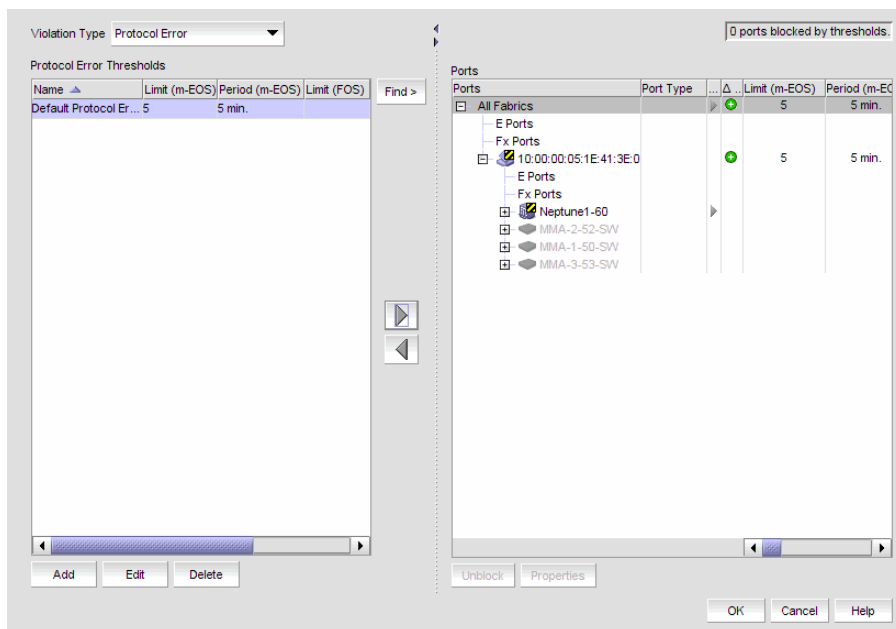 Violation Type Protocol Error
0 ports blocked by thresholds.
Protocol Error Thresholds
Name Limit (m-EOS) Period (m-EOS) Limit (FOS)
Default Protocol Er... 5 5 min.
Find >
Ports
Ports Port Type ... Δ .. Limit (m-EOS) Period (m-EO
All Fabrics 5 5 min.
E Ports
Fx Ports
10:00:00:05:1E:41:3E:0 5 5 min.
E Ports
Fx Ports
Neptune1-60
MMA-2-52-SW
MMA-1-50-SW
MMA-3-53-SW
Add Edit Delete
Unblock Properties
OK Cancel Help